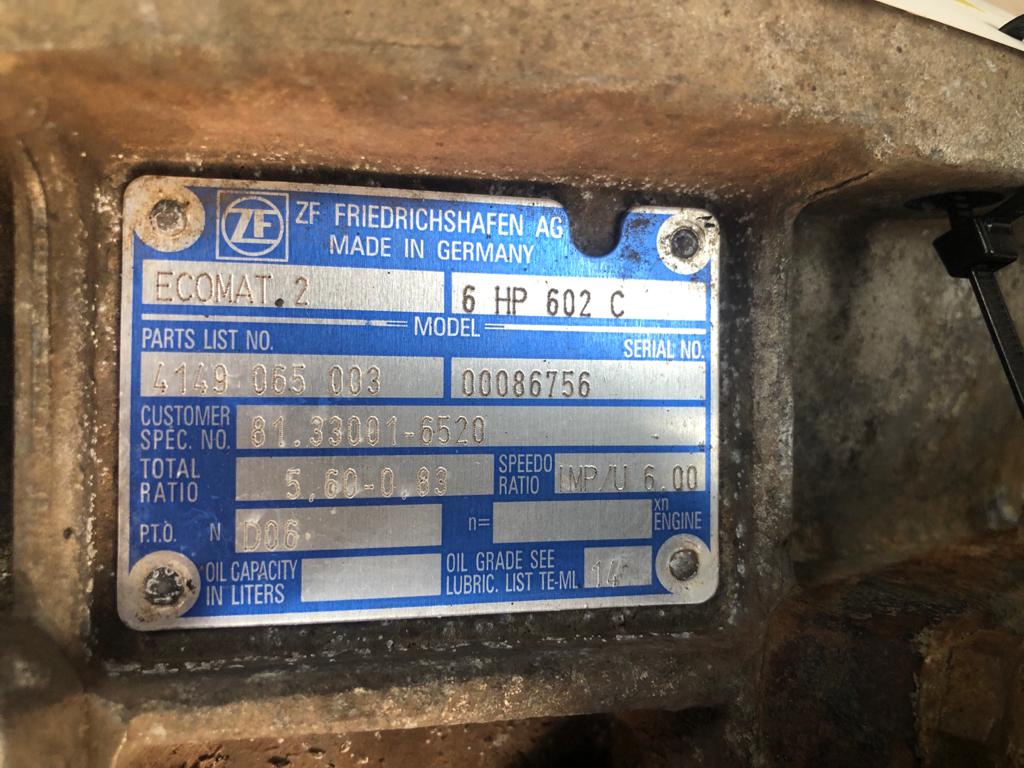 ZF ZF FRIEDRICHSHAFEN AG
MADE IN GERMANY
ECOMAT.2 6 HP 602 C
MODEL
PARTS LIST NO. SERIAL NO.
4149 065 003 00086756
CUSTOMER SPEC. NO. 81.33001-6520
TOTAL RATIO 5,60-0,83 SPEEDO RATIO IMP/U 6.00
P.T.O. N D06 n= xn ENGINE
OIL CAPACITY IN LITERS OIL GRADE SEE LUBRIC. LIST TE-ML 14